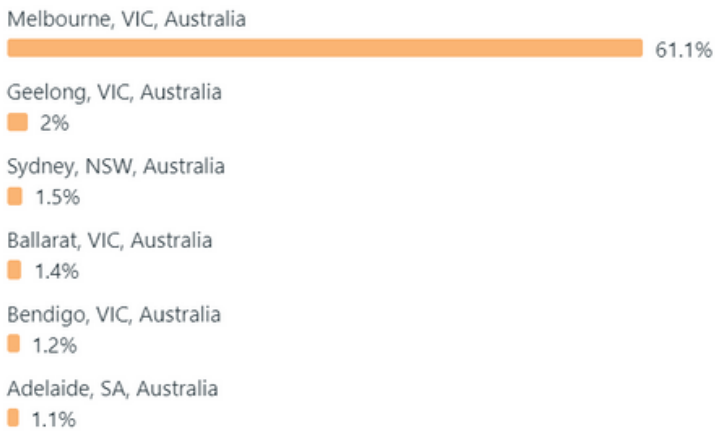 Melbourne, VIC, Australia
61.1%
Geelong, VIC, Australia
2%
Sydney, NSW, Australia
1.5%
Ballarat, VIC, Australia
1.4%
Bendigo, VIC, Australia
1.2%
Adelaide, SA, Australia
1.1%